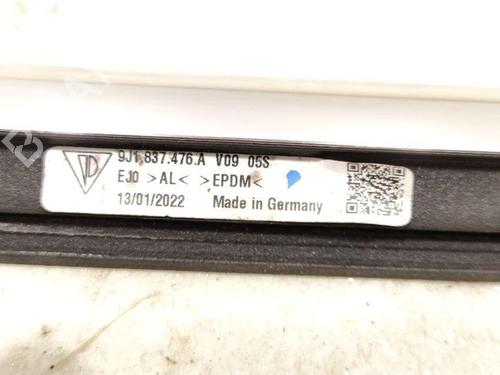 9J1.837.476.A V09 05S
EJ0 >AL< >EPDM<
13/01/2022 Made in Germany